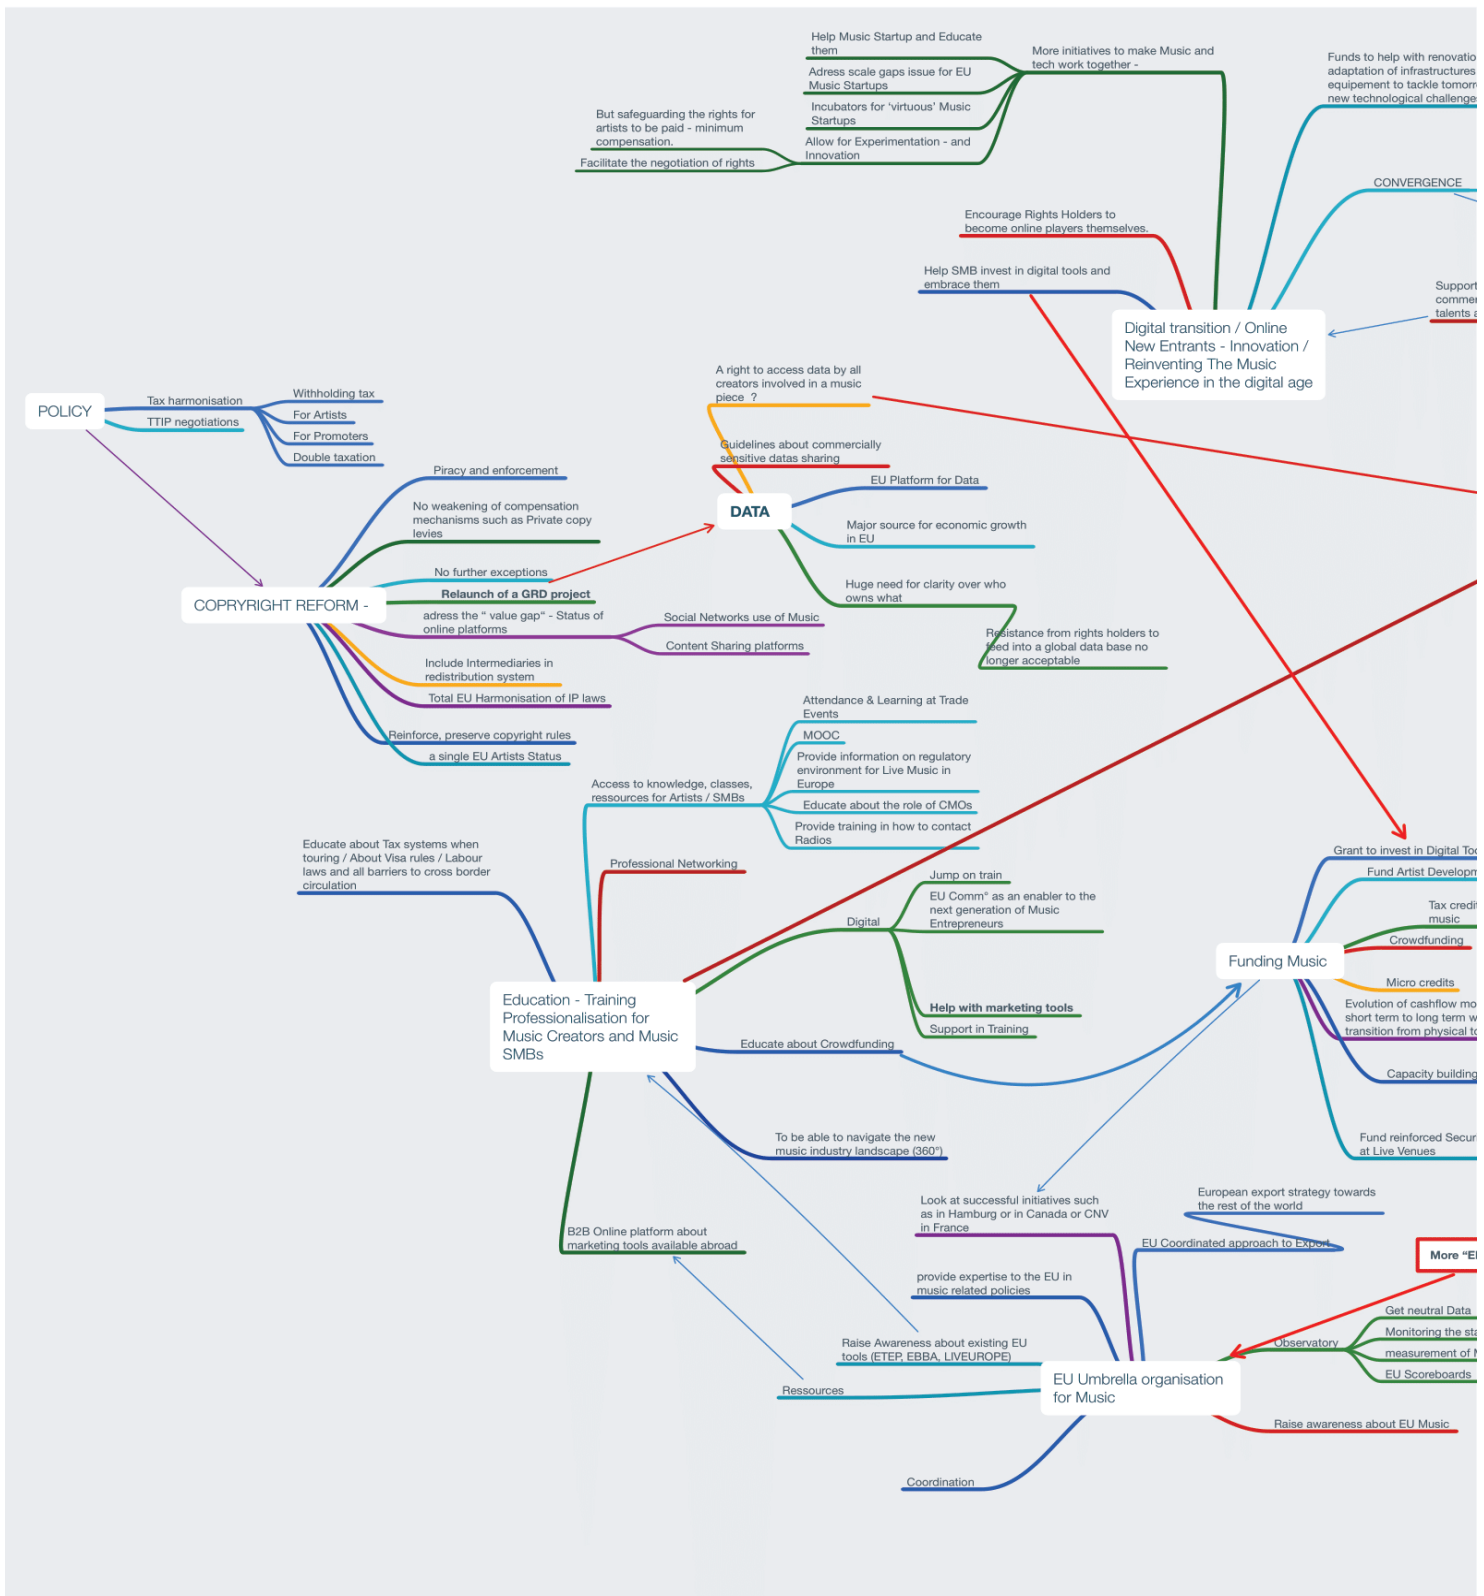 Help Music Startup and Educate
them
Adress scale gaps issue for EU
Music Startups
Incubators for ‘virtuous’ Music
Startups
Allow for Experimentation - and
Innovation
But safeguarding the rights for
artists to be paid - minimum
compensation.
Facilitate the negotiation of rights
More initiatives to make Music and
tech work together -
Funds to help with
adaptation of infrastructures
equipement to tackle
new technological
CONVERGENCE
Encourage Rights Holders to
become online players themselves.
Help SMB invest in digital tools and
embrace them
Support
talents
Digital transition / Online
New Entrants - Innovation /
Reinventing The Music
Experience in the digital age
POLICY
Tax harmonisation
TTIP negotiations
Withholding tax
For Artists
For Promoters
Double taxation
A right to access data by all
creators involved in a music
piece ?
Guidelines about commercially
sensitive datas sharing
DATA
EU Platform for Data
Major source for economic growth
in EU
Huge need for clarity over who
owns what
Resistance from rights holders to
feed into a global data base no
longer acceptable
Piracy and enforcement
No weakening of compensation
mechanisms such as Private copy
levies
No further exceptions
Relaunch of a GRD project
COPRYRIGHT REFORM -
adress the “ value gap“ - Status of
online platforms
Social Networks use of Music
Content Sharing platforms
Include Intermediaries in
redistribution system
Total EU Harmonisation of IP laws
Reinforce, preserve copyright rules
a single EU Artists Status
Attendance & Learning at Trade
Events
MOOC
Provide information on regulatory
environment for Live Music in
Europe
Educate about the role of CMOs
Provide training in how to contact
Radios
Access to knowledge, classes,
ressources for Artists / SMBs
Educate about Tax systems when
touring / About Visa rules / Labour
laws and all barriers to cross border
circulation
Professional Networking
Digital
Jump on train
EU Comm° as an enabler to the
next generation of Music
Entrepreneurs
Help with marketing tools
Support in Training
Education - Training
Professionalisation for
Music Creators and Music
SMBs
Educate about Crowdfunding
To be able to navigate the new
music industry landscape (360°)
B2B Online platform about
marketing tools available abroad
Grant to invest in Digital
Fund Artist
Tax
music
Crowdfunding
Funding Music
Micro credits
Evolution of cashflow
short term to long term
transition from physical
Capacity building
Fund reinforced
at Live Venues
Look at successful initiatives such
as in Hamburg or in Canada or CNV
in France
European export strategy towards
the rest of the world
EU Coordinated approach to Export
More
provide expertise to the EU in
music related policies
Raise Awareness about existing EU
tools (ETEP, EBBA, LIVEUROPE)
Ressources
Observatory
Get neutral Data
Monitoring the
measurement of
EU Scoreboards
EU Umbrella organisation
for Music
Raise awareness about EU Music
Coordination